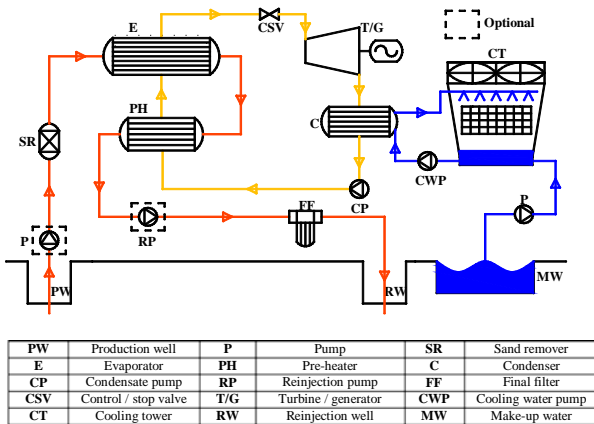 Optional
E
CSV
T/G
CT
PH
C
SR
CWP
CP
FF
P
P
RP
PW
RW
MW
PW Production well P Pump SR Sand remover
E Evaporator PH Pre-heater C Condenser
CP Condensate pump RP Reinjection pump FF Final filter
CSV Control / stop valve T/G Turbine / generator CWP Cooling water pump
CT Cooling tower RW Reinjection well MW Make-up water